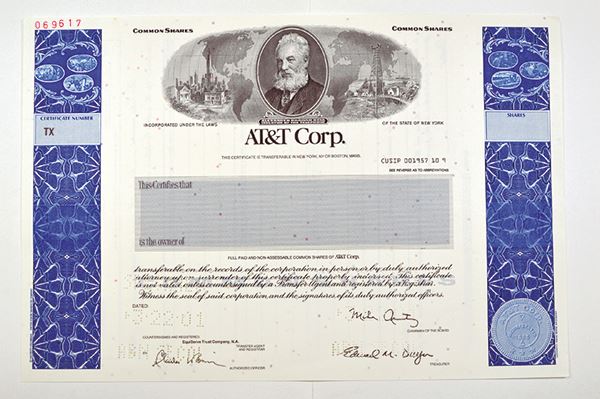 069617
COMMON SHARES
COMMON SHARES
CERTIFICATE NUMBER
TX
SHARES
INCORPORATED UNDER THE LAWS
OF THE STATE OF NEW YORK
AT&T Corp.
THIS CERTIFICATE IS TRANSFERABLE IN NEW YORK, NY OR BOSTON, MASS.
CUSIP 001957 10 9
SEE REVERSE AS TO ABBREVIATIONS
This Certifies that
is the owner of
FULL PAID AND NON-ASSESSABLE COMMON SHARES OF AT&T Corp.
transferable on the records of the corporation in person or by duly authorized
attorney upon surrender of this certificate properly endorsed. This certificate
is not valid unless countersigned by a Transfer Agent and registered by a Registrar.
Witness the seal of said corporation and the signatures of its duly authorized officers.
DATED:
CHAIRMAN OF THE BOARD
COUNTERSIGNED AND REGISTERED:
EquiServe Trust Company, N.A.
TRANSFER AGENT
AND REGISTRAR
AUTHORIZED OFFICER
Edward M. Dwyer
TREASURER